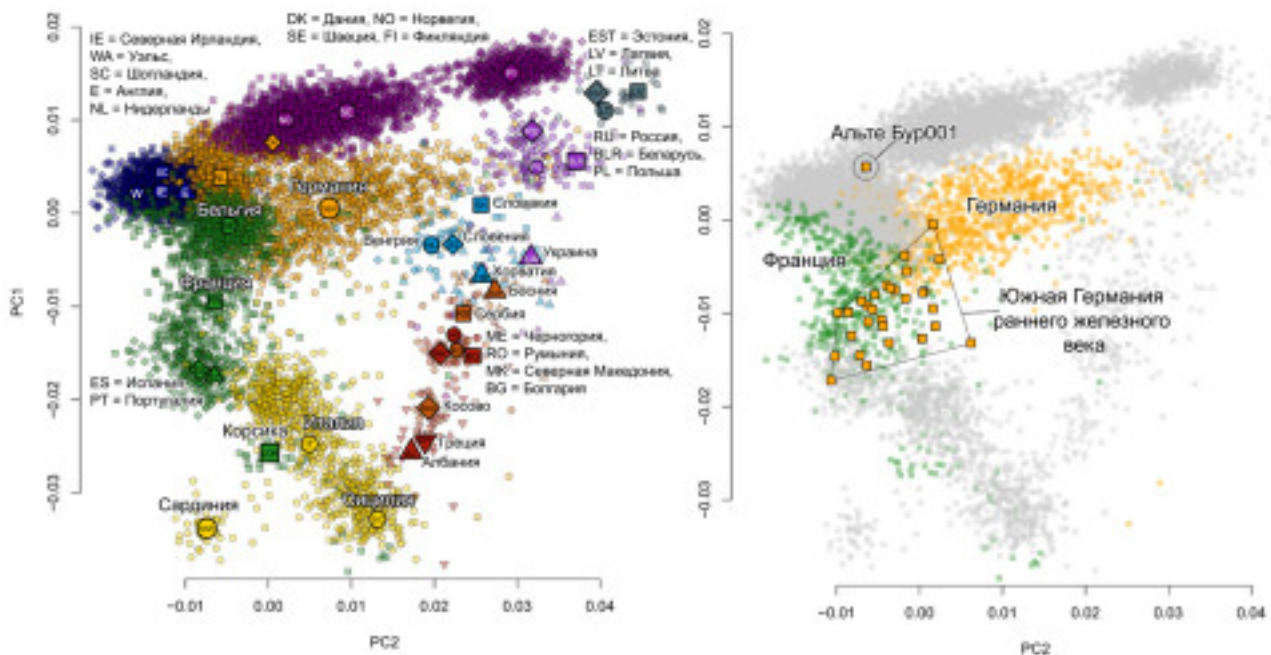 IE = Северная Ирландия,
WA = Уэльс,
SC = Шотландия,
E = Англия,
NL = Нидерланды
DK = Дания, NO = Норвегия,
SE = Швеция, FI = Финляндия
EST = Эстония,
LV = Латвия,
LT = Литва
RU = Россия,
BLR = Беларусь,
PL = Польша
Германия
Бельгия
Словакия
Венгрия
Словения
Украина
Хорватия
Босния
Франция
Сербия
ME = Черногория,
RO = Румыния,
MK = Северная Македония,
BG = Болгария
ES = Испания
PT = Португалия
Косово
Корсика
Италия
Греция
Албания
Сардиния
Сицилия
W
E
PC1
0.02
0.01
0.00
−0.01
−0.02
−0.03
−0.01
0.00
0.01
0.02
0.03
0.04
PC2
Альте Бур001
Германия
Франция
Южная Германия
раннего железного
века
0.02
0.01
0.00
−0.01
−0.02
−0.03
−0.01
0.00
0.01
0.02
0.03
0.04
PC2